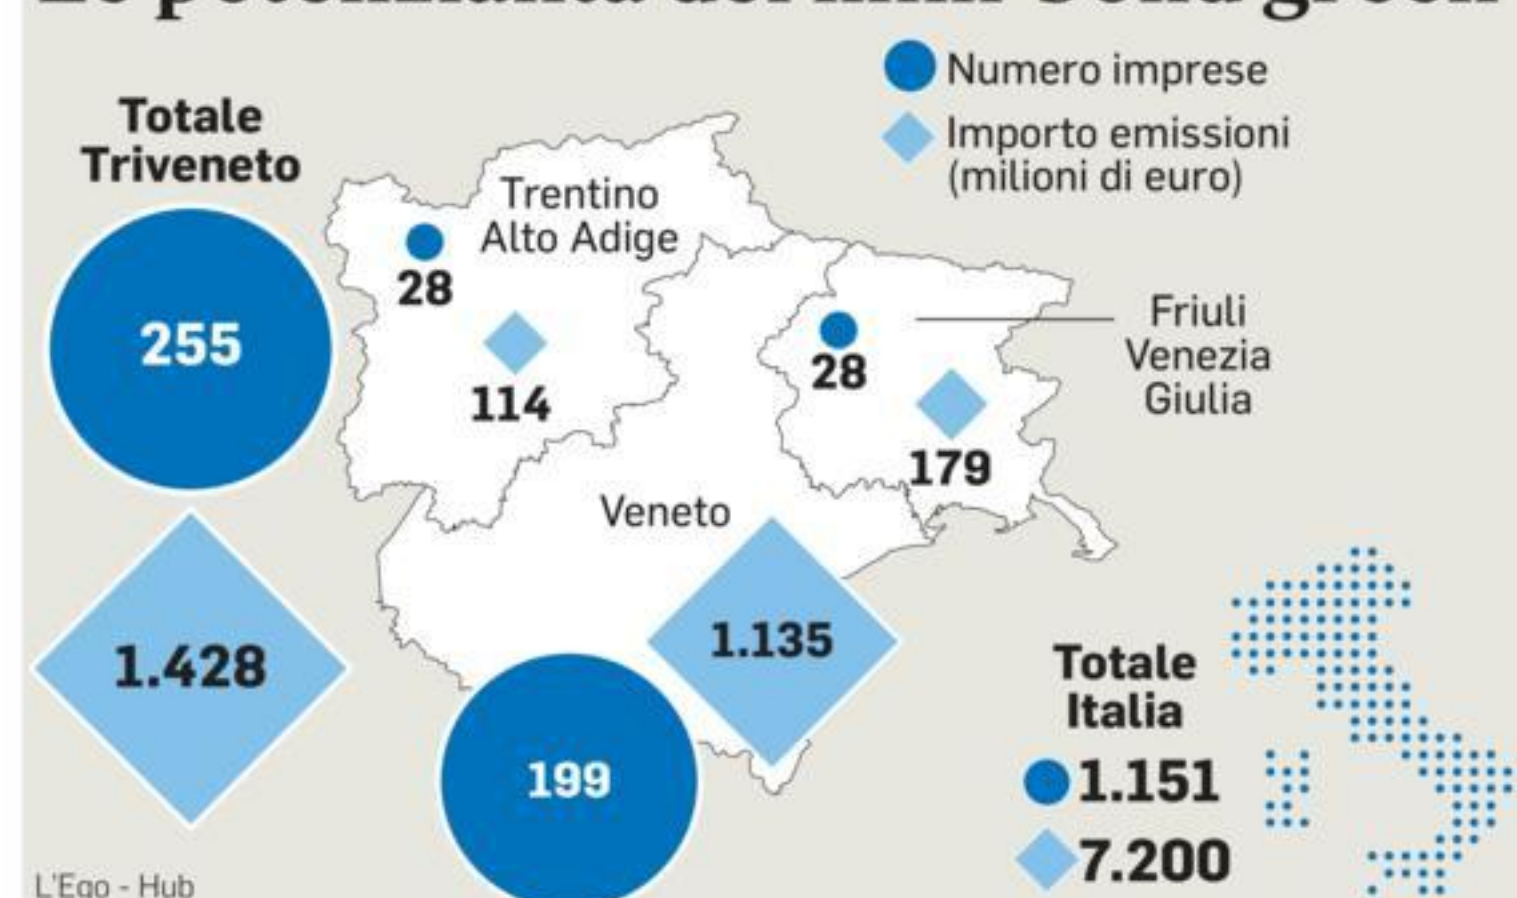 Numero imprese
Importo emissioni
(milioni di euro)
Totale
Triveneto
255
1.428
Trentino
Alto Adige
28
114
Friuli
Venezia
Giulia
28
179
Veneto
1.135
199
Totale
Italia
1.151
7.200
L'Ego - Hub